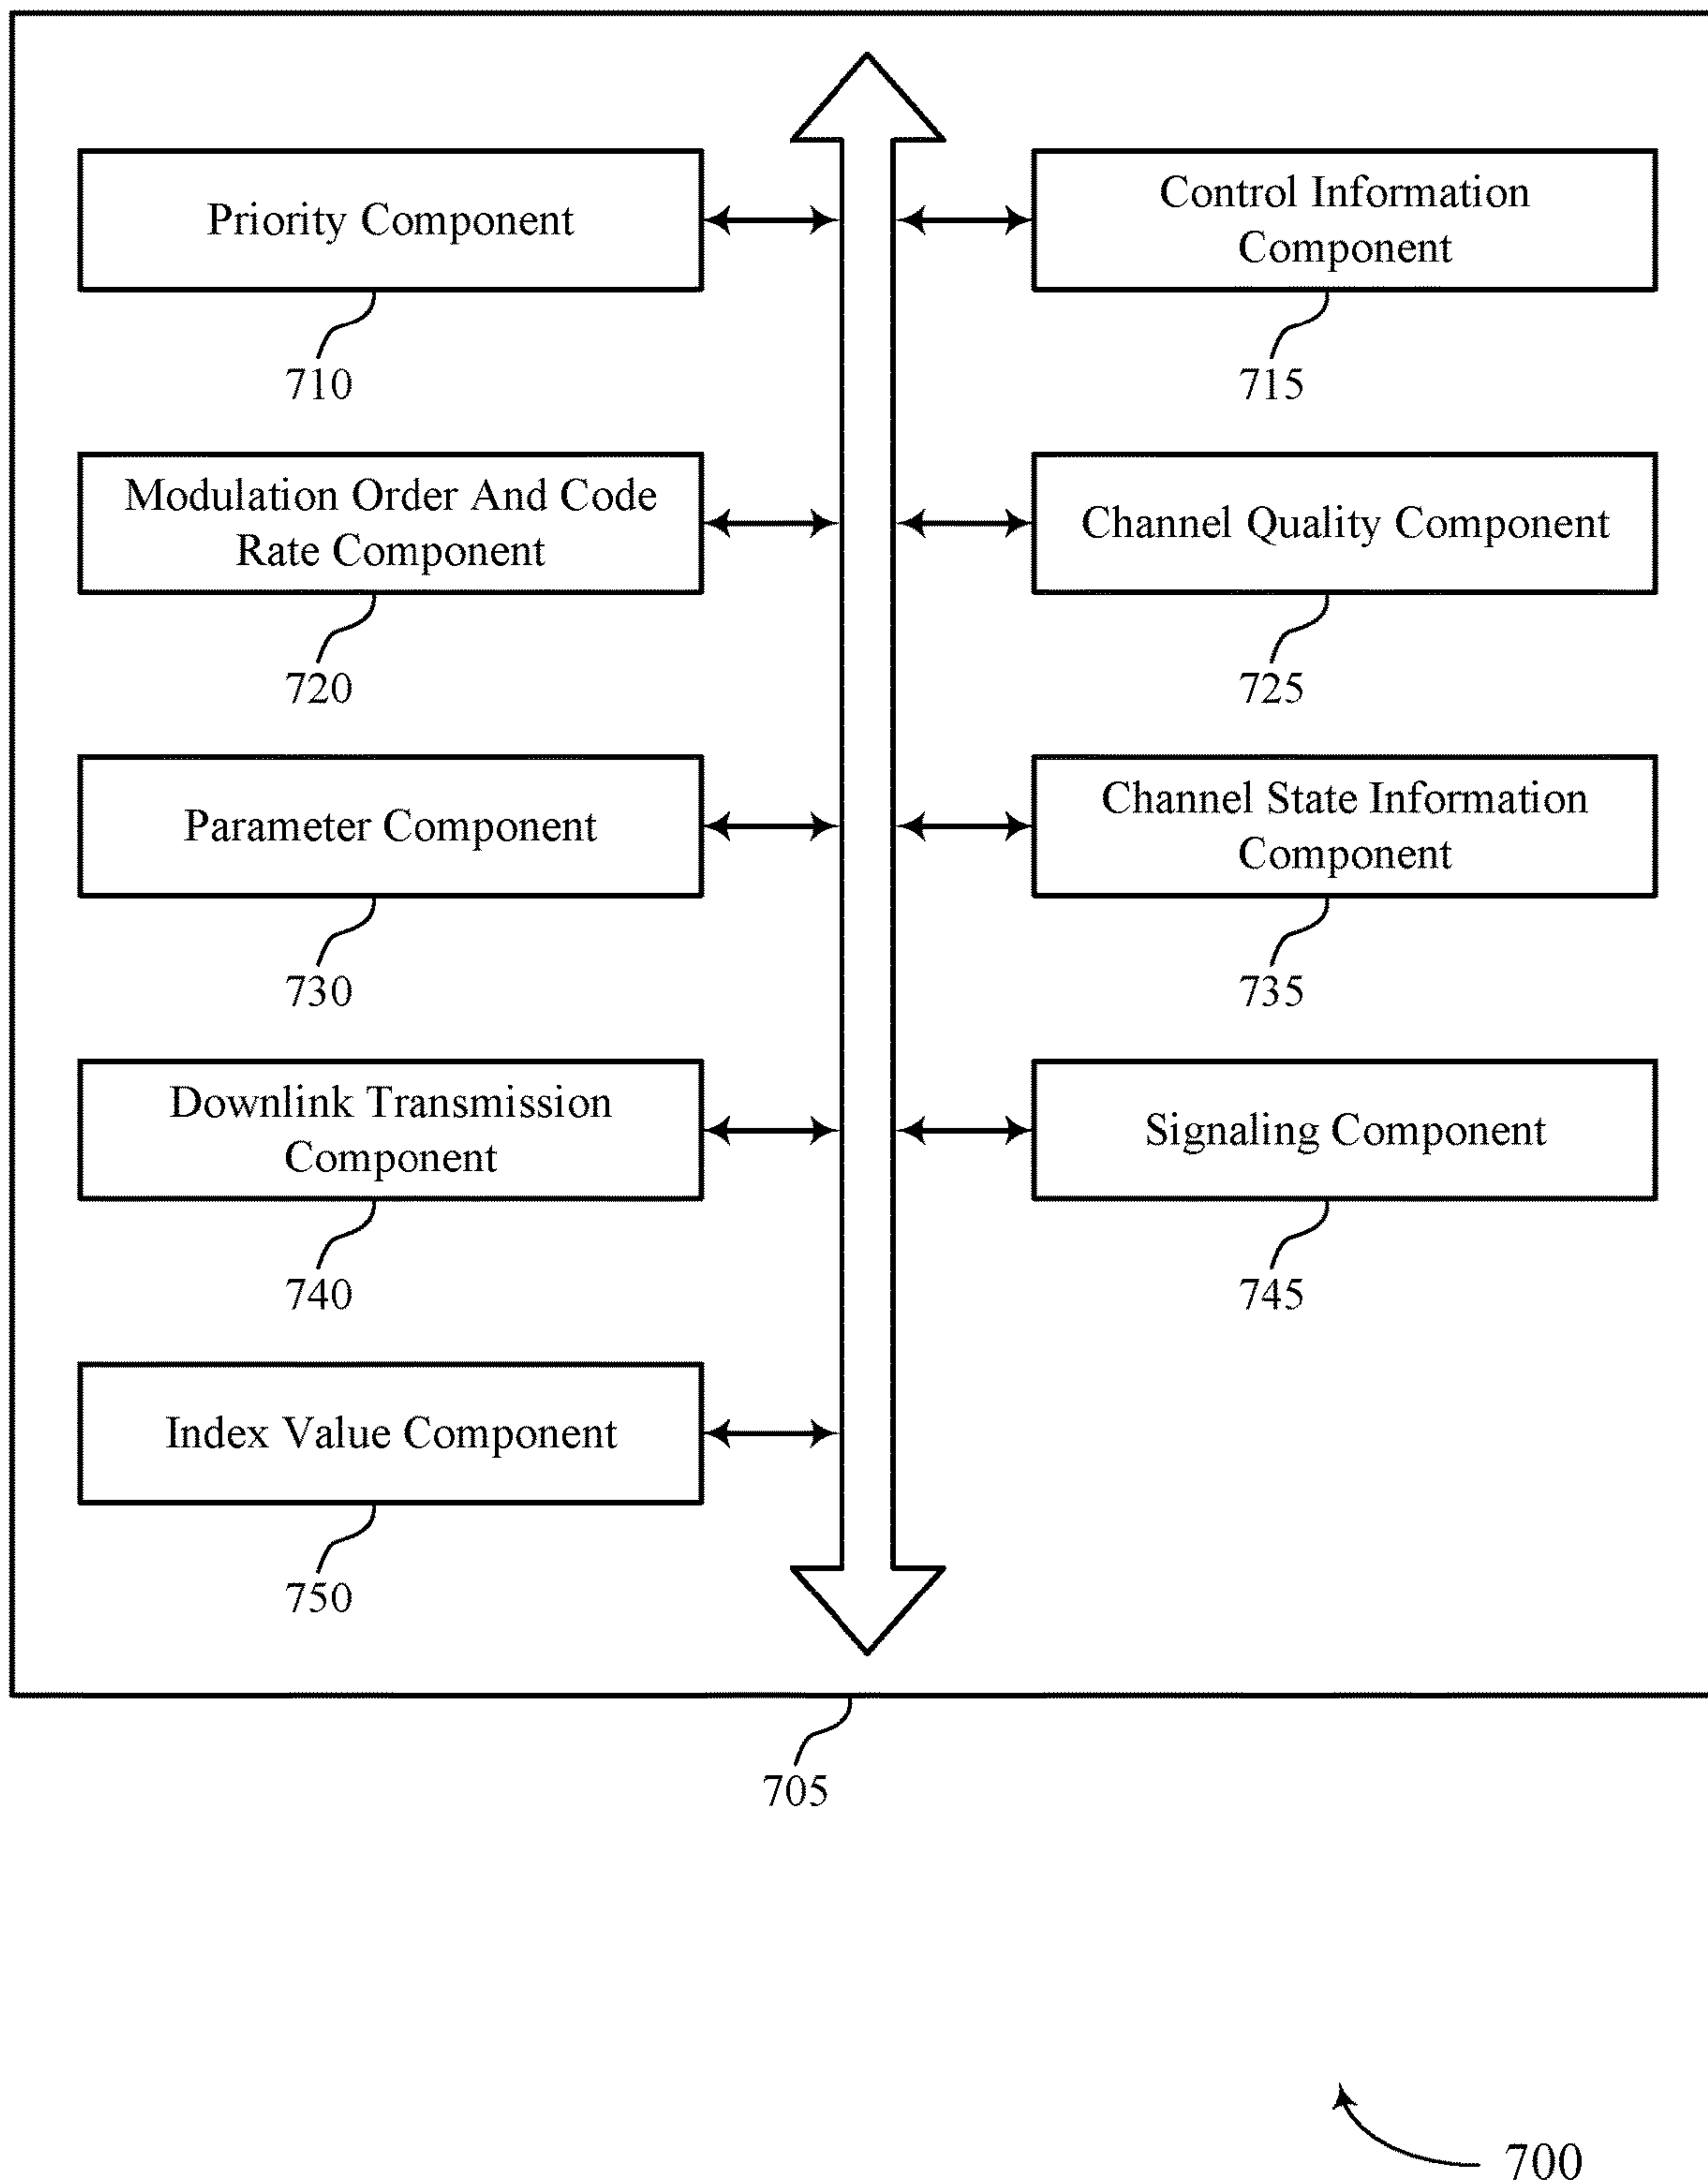 Priority Component
710
Control Information
Component
715
Modulation Order And Code
Rate Component
720
Channel Quality Component
725
Parameter Component
730
Channel State Information
Component
735
Downlink Transmission
Component
740
Signaling Component
745
Index Value Component
750
705
700